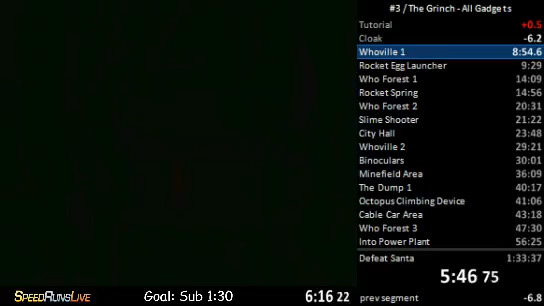 #3 / The Grinch - All Gadgets
Tutorial +0.5
Cloak -6.2
Whoville 1 8:54.6
Rocket Egg Launcher 9:29
Who Forest 1 14:09
Rocket Spring 14:56
Who Forest 2 20:31
Slime Shooter 21:22
City Hall 23:48
Whoville 2 29:21
Binoculars 30:01
Minefield Area 36:09
The Dump 1 40:17
Octopus Climbing Device 41:06
Cable Car Area 43:18
Who Forest 3 47:30
Into Power Plant 56:25
Defeat Santa 1:33:37
5:46 75
SpeedRunsLive Goal: Sub 1:30 6:16 22
prev segment -6.8